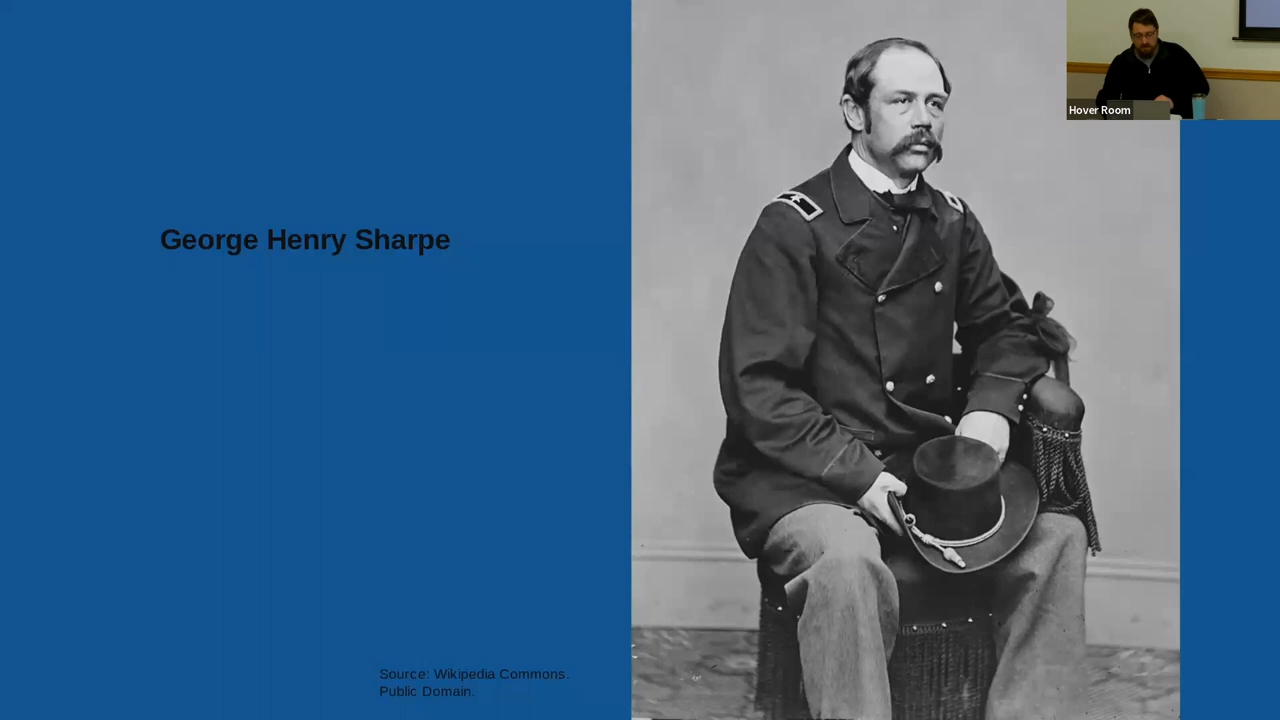 Hover Room
George Henry Sharpe
Source: Wikipedia Commons.
Public Domain.